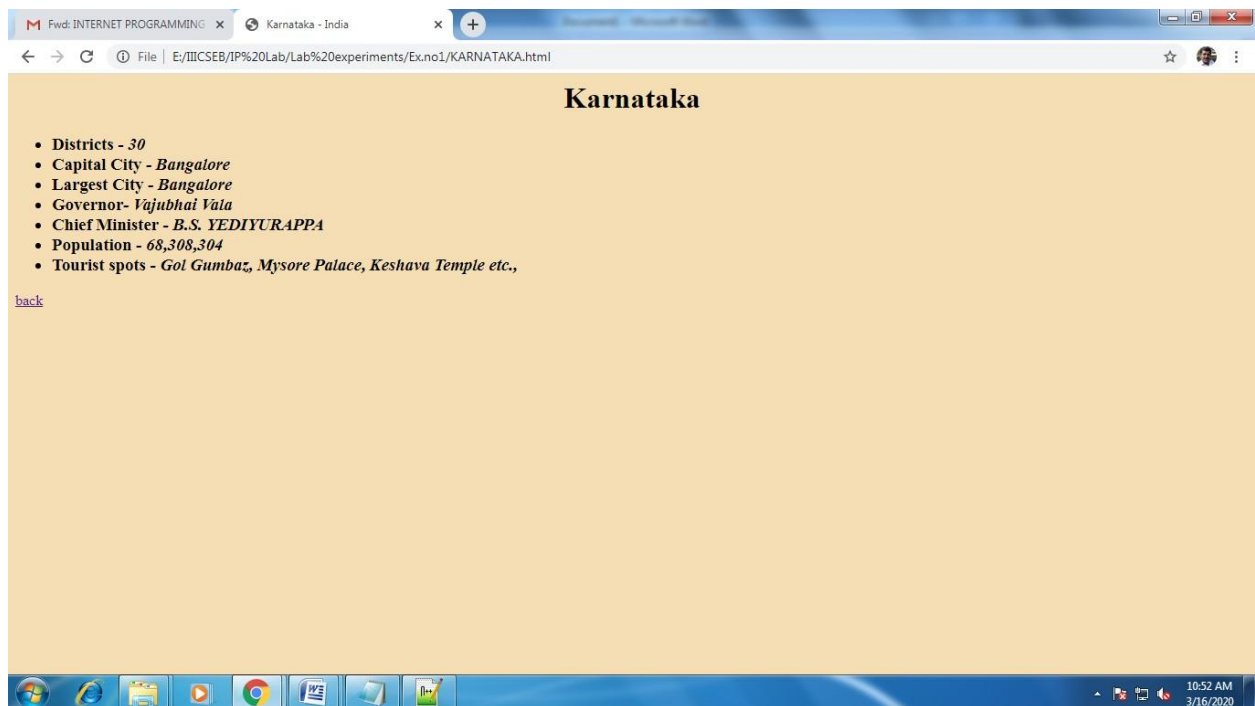 Fwd: INTERNET PROGRAMMING
Karnataka - India
File | E:/IIICSEB/IP%20Lab/Lab%20experiments/Ex.no1/KARNATAKA.html
Karnataka
• Districts - 30
• Capital City - Bangalore
• Largest City - Bangalore
• Governor- Vajubhai Vala
• Chief Minister - B.S. YEDIYURAPPA
• Population - 68,308,304
• Tourist spots - Gol Gumbaz, Mysore Palace, Keshava Temple etc.,
back
10:52 AM
3/16/2020